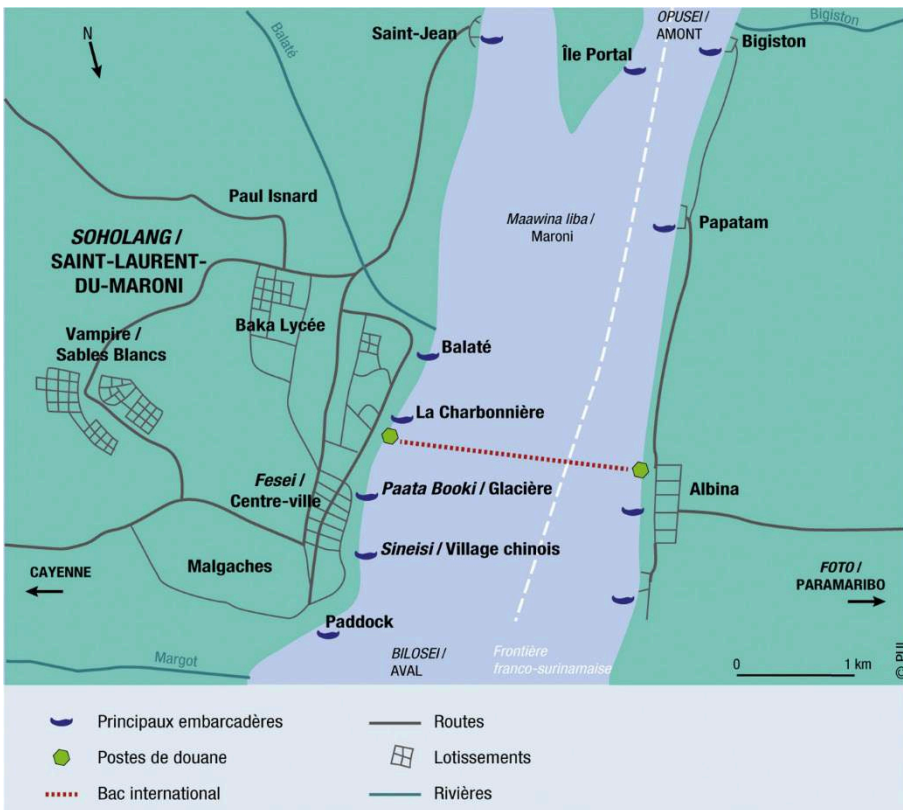 N
Balaté
Saint-Jean
OPUSEI /
AMONT
Bigiston
Île Portal
Bigiston
Paul Isnard
Maawina liba /
Maroni
Papatam
SOHOLANG /
SAINT-LAURENT-
DU-MARONI
Baka Lycée
Vampire /
Sables Blancs
Balaté
La Charbonnière
Fesei /
Centre-ville
Paata Booki / Glacière
Albina
Sineisi / Village chinois
Malgaches
CAYENNE
FOTO /
PARAMARIBO
Paddock
Margot
BILOSEI /
AVAL
Frontière
franco-surinamaise
0 1 km
© PUL
Principaux embarcadères
Routes
Postes de douane
Lotissements
Bac international
Rivières